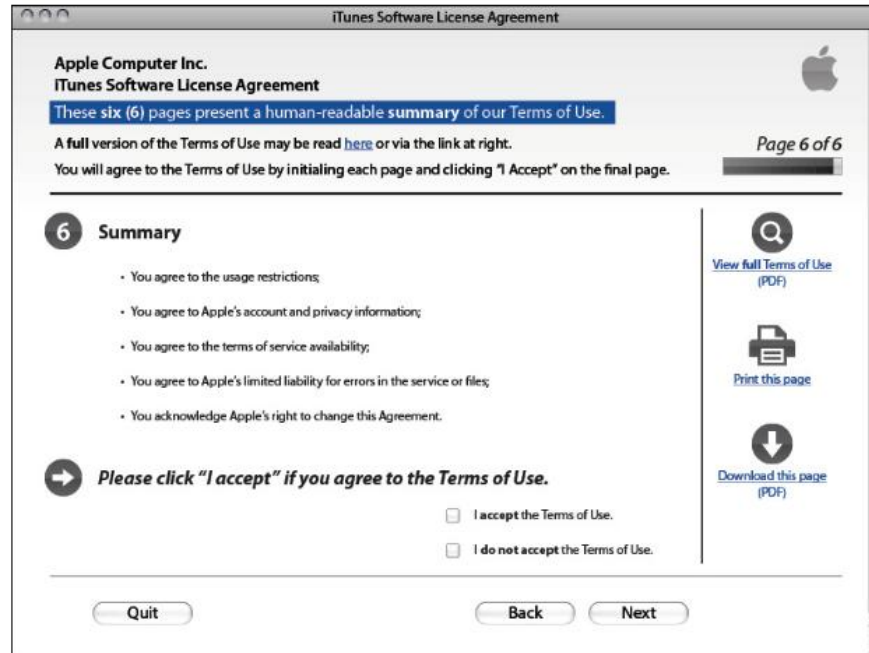 iTunes Software License Agreement
Apple Computer Inc.
iTunes Software License Agreement
These six (6) pages present a human-readable summary of our Terms of Use.
A full version of the Terms of Use may be read here or via the link at right.
You will agree to the Terms of Use by initialing each page and clicking "I Accept" on the final page.
Page 6 of 6
6 Summary
• You agree to the usage restrictions;
• You agree to Apple's account and privacy information;
• You agree to the terms of service availability;
• You agree to Apple's limited liability for errors in the service or files;
• You acknowledge Apple's right to change this Agreement.
Please click “I accept” if you agree to the Terms of Use.
I accept the Terms of Use.
I do not accept the Terms of Use.
View full Terms of Use
(PDF)
Print this page
Download this page
(PDF)
Quit
Back
Next